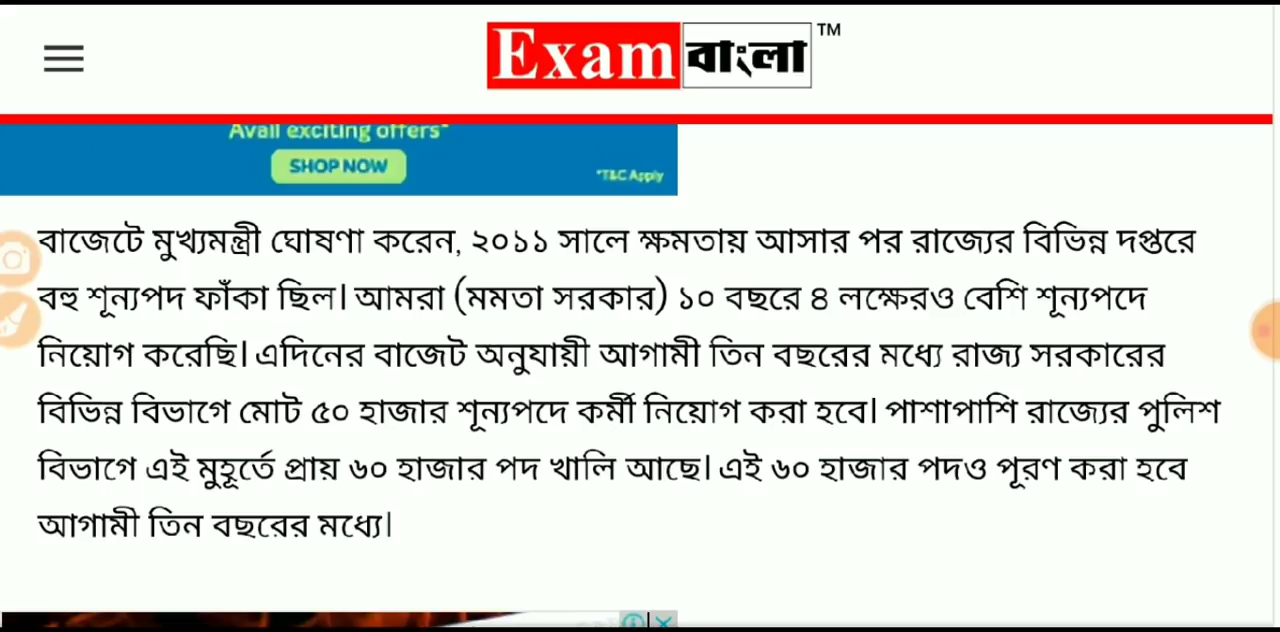 Exam বাংলা TM
Avail exciting offers*
SHOP NOW
*T&C Apply
বাজেটে মুখ্যমন্ত্রী ঘোষণা করেন, ২০১১ সালে ক্ষমতায় আসার পর রাজ্যের বিভিন্ন দপ্তরে
বহু শূন্যপদ ফাঁকা ছিল। আমরা (মমতা সরকার) ১০ বছরে ৪ লক্ষেরও বেশি শূন্যপদে
নিয়োগ করেছি। এদিনের বাজেট অনুযায়ী আগামী তিন বছরের মধ্যে রাজ্য সরকারের
বিভিন্ন বিভাগে মোট ৫০ হাজার শূন্যপদে কর্মী নিয়োগ করা হবে। পাশাপাশি রাজ্যের পুলিশ
বিভাগে এই মুহূর্তে প্রায় ৬০ হাজার পদ খালি আছে। এই ৬০ হাজার পদও পূরণ করা হবে
আগামী তিন বছরের মধ্যে।